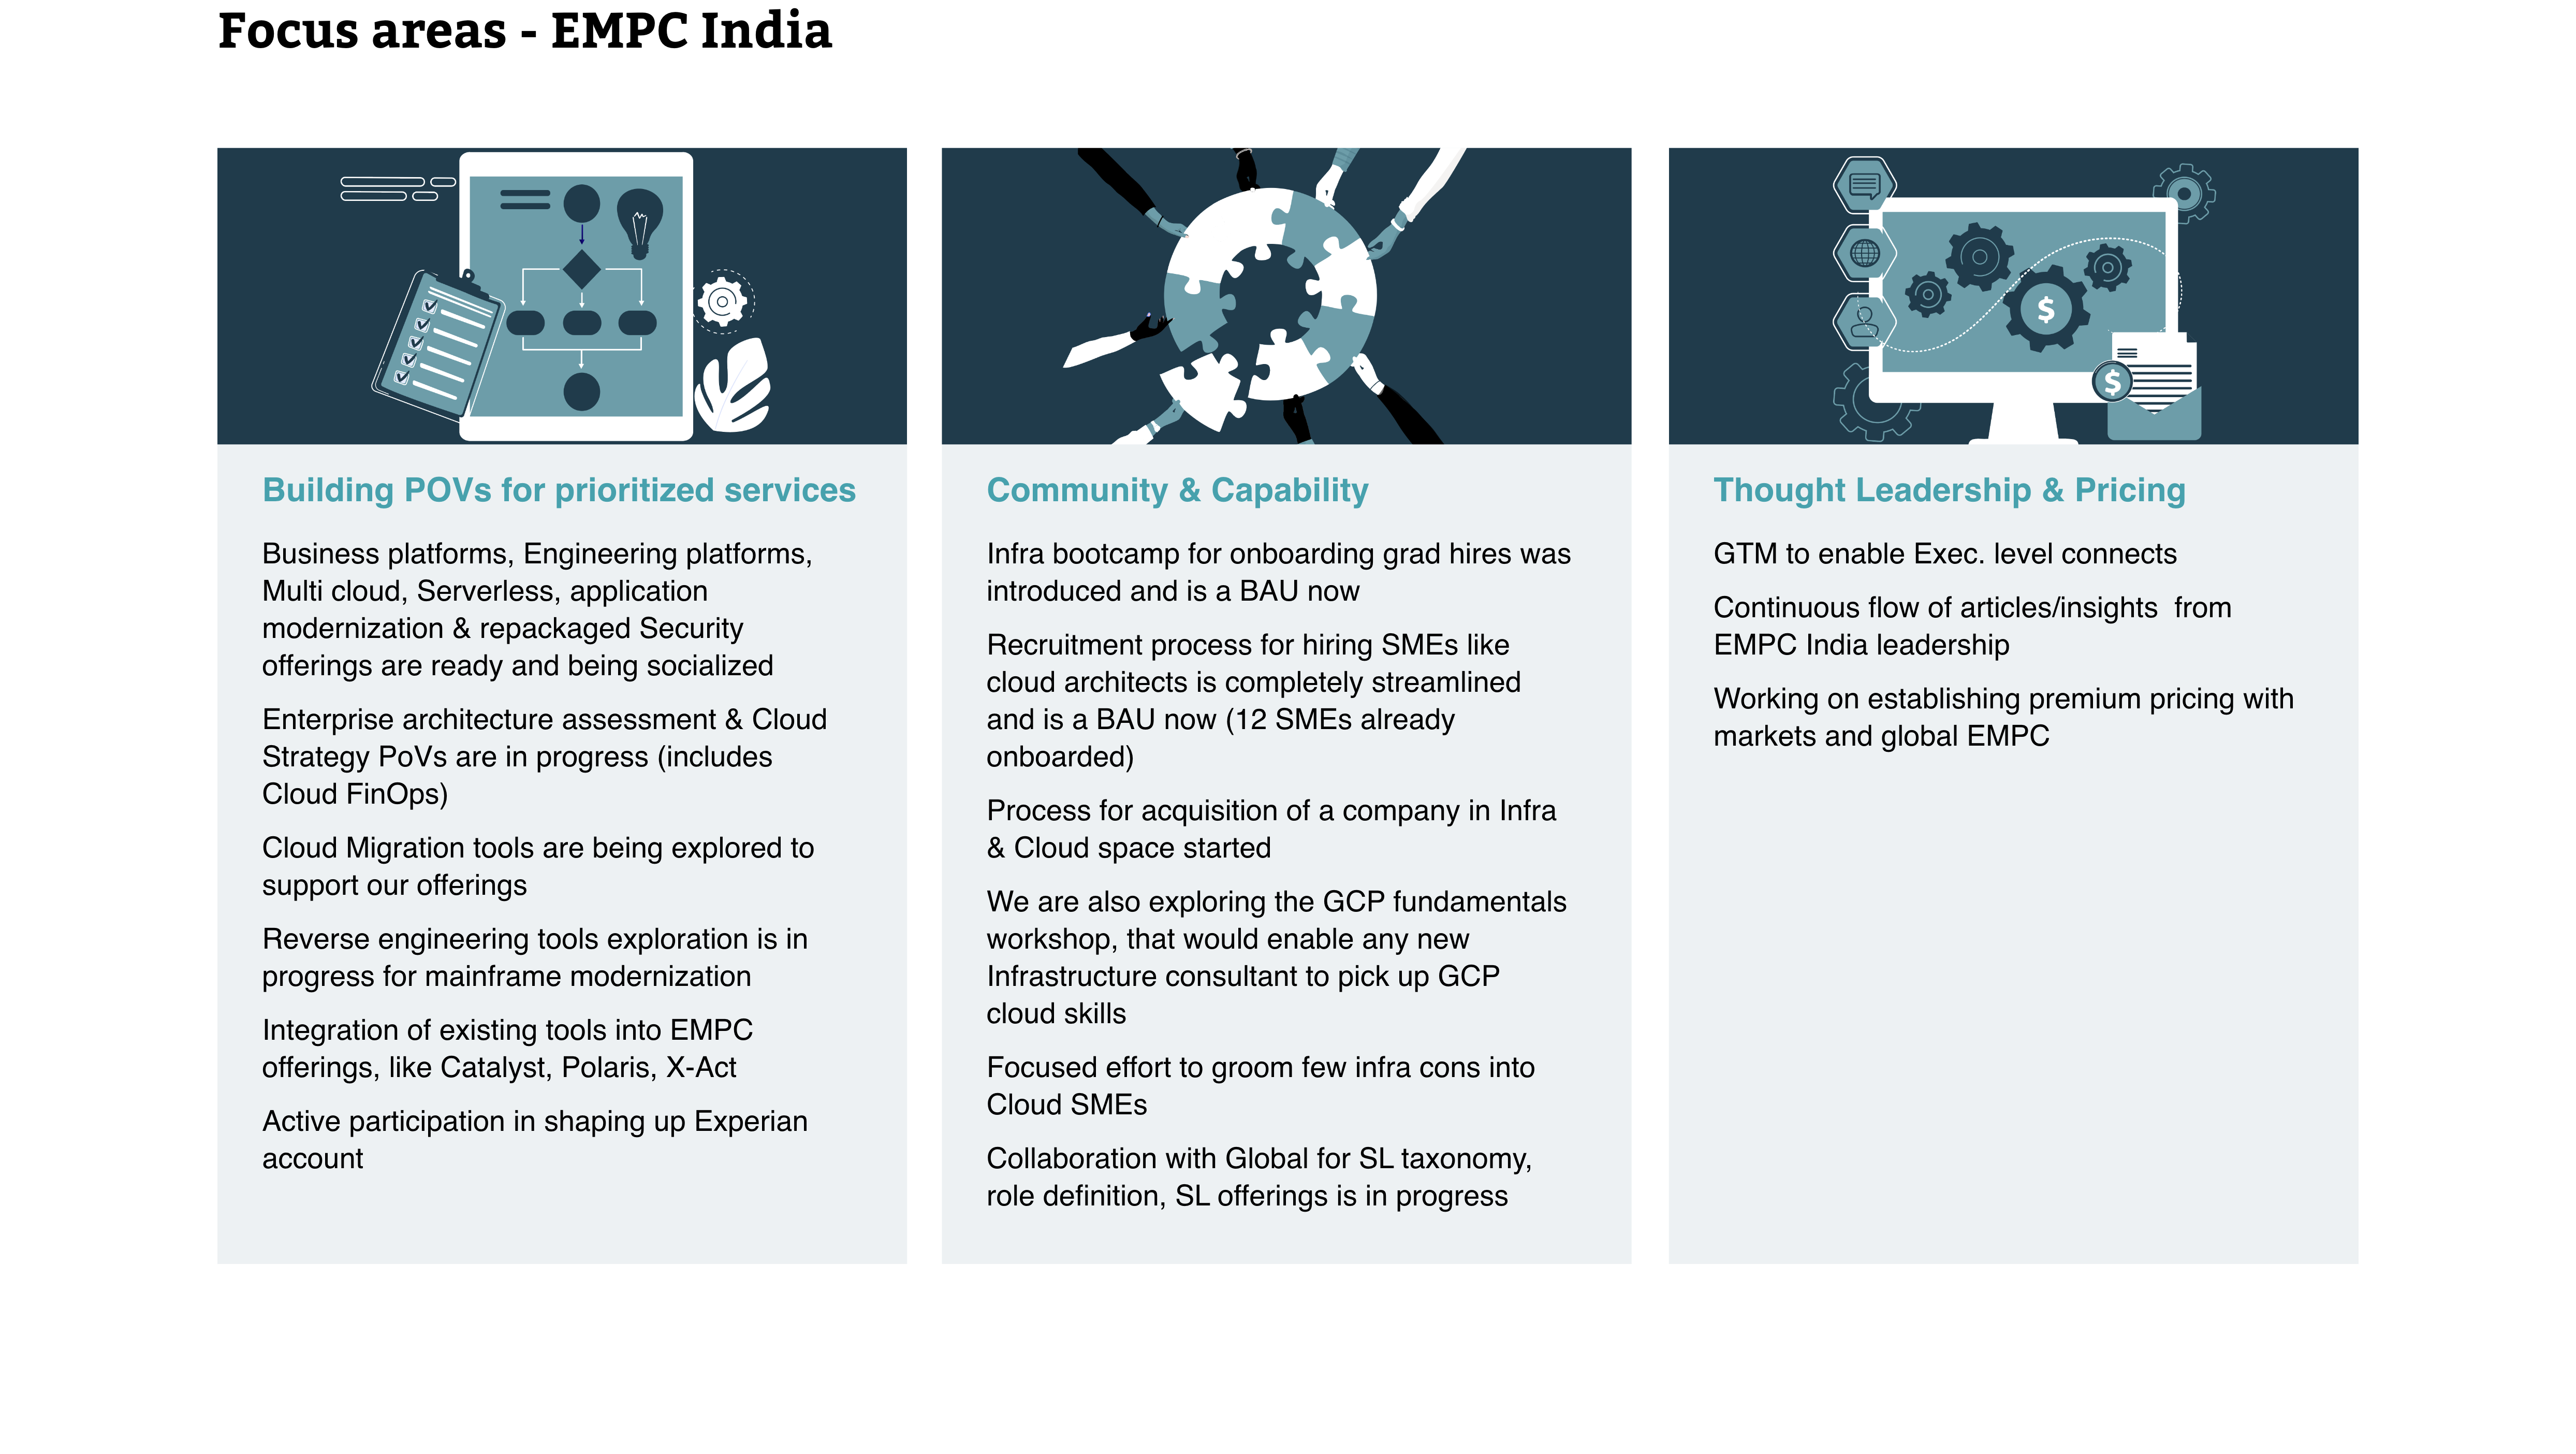 Focus areas - EMPC India
Building POVs for prioritized services
Business platforms, Engineering platforms,
Multi cloud, Serverless, application
modernization & repackaged Security
offerings are ready and being socialized
Enterprise architecture assessment & Cloud
Strategy PoVs are in progress (includes
Cloud FinOps)
Cloud Migration tools are being explored to
support our offerings
Reverse engineering tools exploration is in
progress for mainframe modernization
Integration of existing tools into EMPC
offerings, like Catalyst, Polaris, X-Act
Active participation in shaping up Experian
account
Community & Capability
Infra bootcamp for onboarding grad hires was
introduced and is a BAU now
Recruitment process for hiring SMEs like
cloud architects is completely streamlined
and is a BAU now (12 SMEs already
onboarded)
Process for acquisition of a company in Infra
& Cloud space started
We are also exploring the GCP fundamentals
workshop, that would enable any new
Infrastructure consultant to pick up GCP
cloud skills
Focused effort to groom few infra cons into
Cloud SMEs
Collaboration with Global for SL taxonomy,
role definition, SL offerings is in progress
$
$
Thought Leadership & Pricing
GTM to enable Exec. level connects
Continuous flow of articles/insights  from
EMPC India leadership
Working on establishing premium pricing with
markets and global EMPC